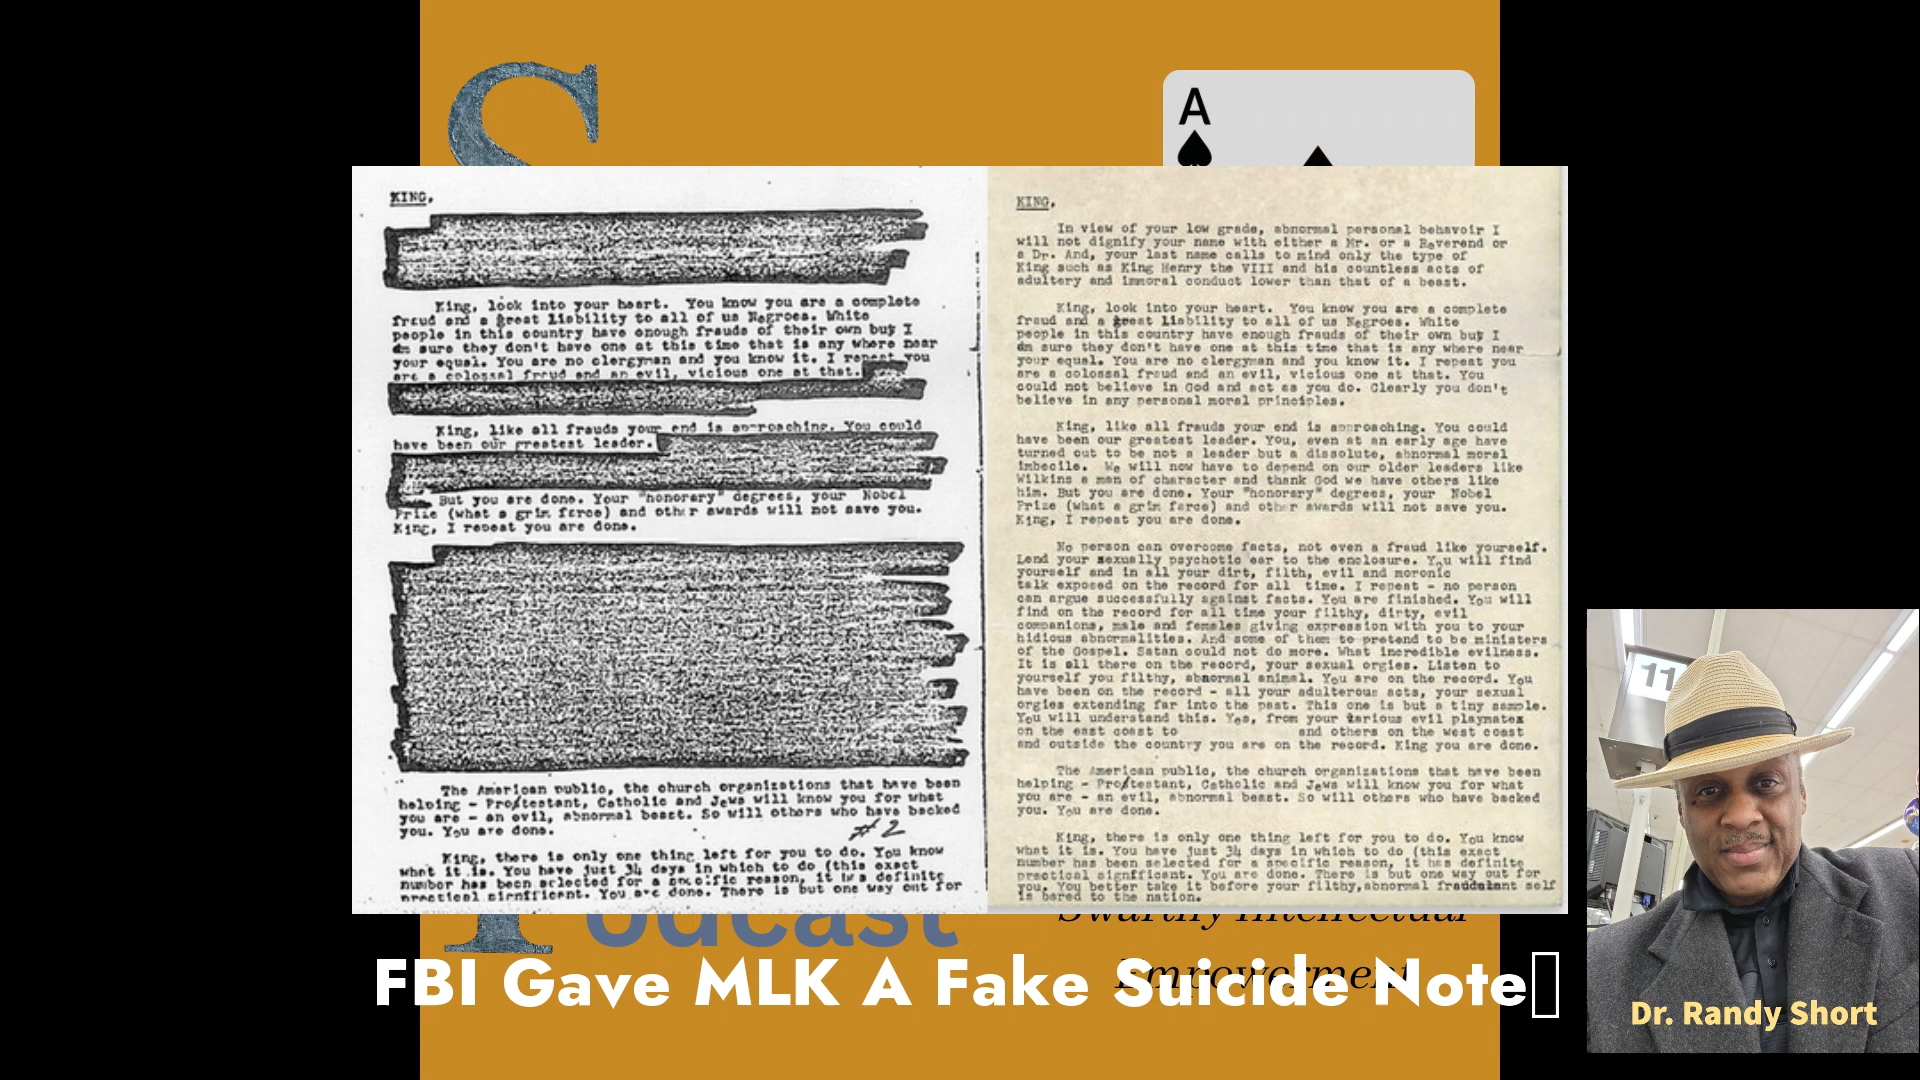 S
A
KING,
King, look into your heart. You know you are a complete
fraud and a great liability to all of us Negroes. White
people in this country have enough frauds of their own but I
am sure they don't have one at this time that is any where near
your equal. You are no clergyman and you know it. I repeat you
are a colossal fraud and an evil, vicious one at that.
King, like all frauds your end is approaching. You could
have been our greatest leader.
But you are done. Your "honorary" degrees, your Nobel
Prize (what a grim farce) and other awards will not save you.
King, I repeat you are done.
The American public, the church organizations that have been
helping - Protestant, Catholic and Jews will know you for what
you are - an evil, abnormal beast. So will others who have backed
you. You are done.
#2
King, there is only one thing left for you to do. You know
what it is. You have just 34 days in which to do (this exact
number has been selected for a specific reason, it has definite
practical significant. You are done. There is but one way out for
KING,
In view of your low grade, abnormal personal behavoir I
will not dignify your name with either a Mr. or a Reverend or
a Dr. And, your last name calls to mind only the type of
King such as King Henry the VIII and his countless acts of
adultery and immoral conduct lower than that of a beast.
King, look into your heart. You know you are a complete
fraud and a great liability to all of us Negroes. White
people in this country have enough frauds of their own but I
am sure they don't have one at this time that is any where near
your equal. You are no clergyman and you know it. I repeat you
are a colossal fraud and an evil, vicious one at that. You
could not believe in God and act as you do. Clearly you don't
believe in any personal moral principles.
King, like all frauds your end is approaching. You could
have been our greatest leader. You, even at an early age have
turned out to be not a leader but a dissolute, abnormal moral
imbecile. We will now have to depend on our older leaders like
Wilkins a man of character and thank God we have others like
him. But you are done. Your "honorary" degrees, your Nobel
Prize (what a grim farce) and other awards will not save you.
King, I repeat you are done.
No person can overcome facts, not even a fraud like yourself.
Lend your sexually psychotic ear to the enclosure. You will find
yourself and in all your dirt, filth, evil and moronic
talk exposed on the record for all time. I repeat - no person
can argue successfully against facts. You are finished. You will
find on the record for all time your filthy, dirty, evil
companions, male and females giving expression with you to your
hidious abnormalities. And some of them to pretend to be ministers
of the Gospel. Satan could not do more. What incredible evilness.
It is all there on the record, your sexual orgies. Listen to
yourself you filthy, abnormal animal. You are on the record. You
have been on the record - all your adulterous acts, your sexual
orgies extending far into the past. This one is but a tiny sample.
You will understand this. Yes, from your various evil playmates
on the east coast to and others on the west coast
and outside the country you are on the record. King you are done.
The American public, the church organizations that have been
helping - Protestant, Catholic and Jews will know you for what
you are - an evil, abnormal beast. So will others who have backed
you. You are done.
King, there is only one thing left for you to do. You know
what it is. You have just 34 days in which to do (this exact
number has been selected for a specific reason, it has definite
practical significant. You are done. There is but one way out for
you. You better take it before your filthy,abnormal fraudulant self
is bared to the nation.
11
Podcast
Swarthy Intellectual
Empowerment
FBI Gave MLK A Fake Suicide Note
Dr. Randy Short